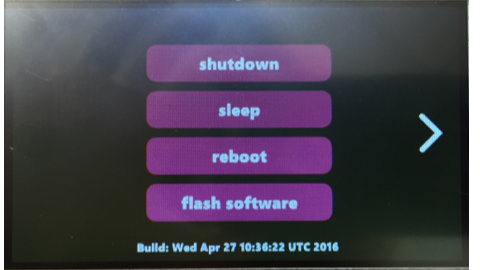 shutdown
sleep
reboot
flash software
Build: Wed Apr 27 10:36:22 UTC 2016